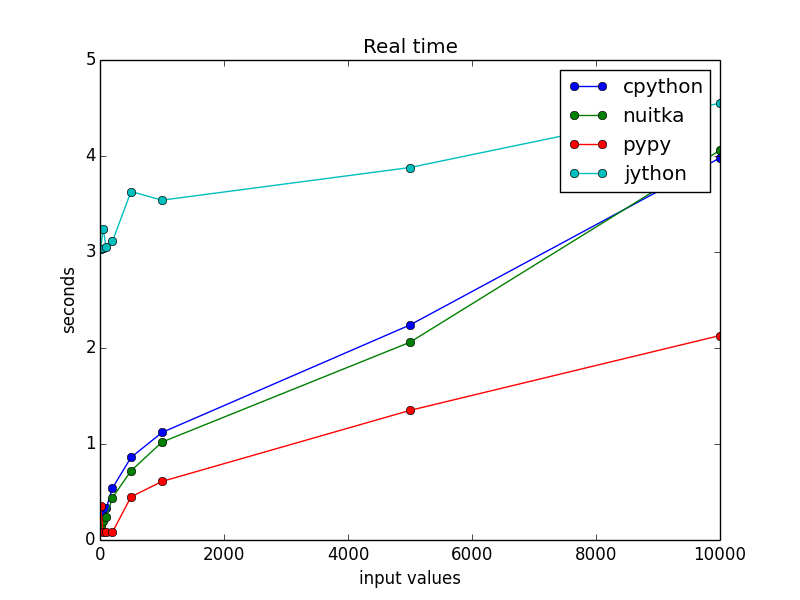 Real time
5
4
3
2
1
0
seconds
cpython
nuitka
pypy
jython
0 2000 4000 6000 8000 10000
input values